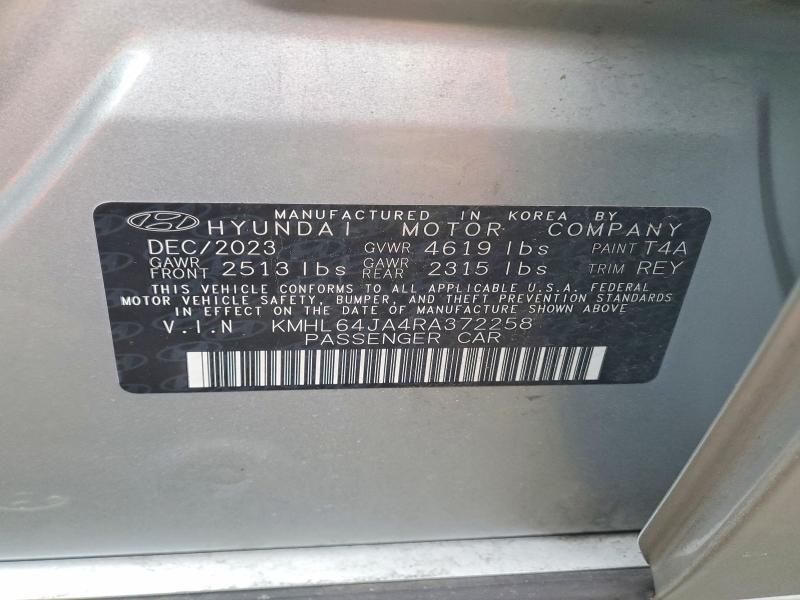 MANUFACTURED IN KOREA BY
HYUNDAI MOTOR COMPANY
DEC/2023 GVWR 4619 lbs PAINT T4A
GAWR FRONT 2513 lbs GAWR REAR 2315 lbs TRIM REY
THIS VEHICLE CONFORMS TO ALL APPLICABLE U.S.A. FEDERAL
MOTOR VEHICLE SAFETY, BUMPER, AND THEFT PREVENTION STANDARDS
IN EFFECT ON THE DATE OF MANUFACTURE SHOWN ABOVE
V.I.N KMHL64JA4RA372258
PASSENGER CAR